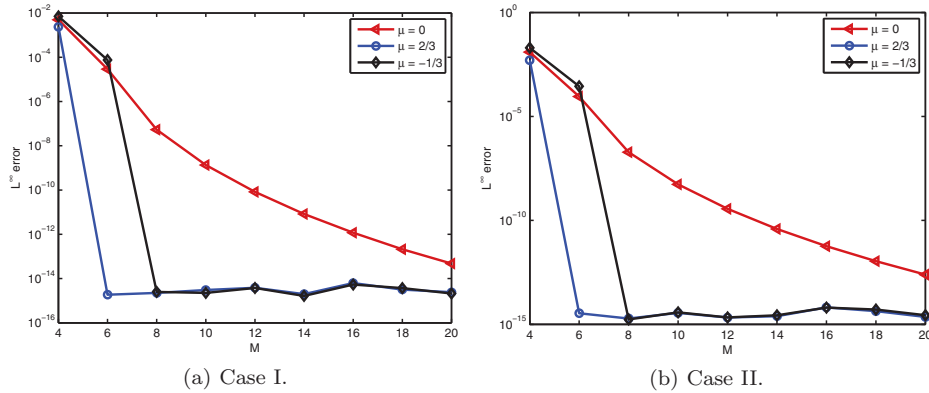 10⁻²
10⁻⁴
10⁻⁶
10⁻⁸
10⁻¹⁰
10⁻¹²
10⁻¹⁴
10⁻¹⁶
L∞ error
4 6 8 10 12 14 16 18 20
M
μ = 0
μ = 2/3
μ = −1/3
(a) Case I.
10⁰
10⁻⁵
10⁻¹⁰
10⁻¹⁵
L∞ error
4 6 8 10 12 14 16 18 20
M
μ = 0
μ = 2/3
μ = −1/3
(b) Case II.